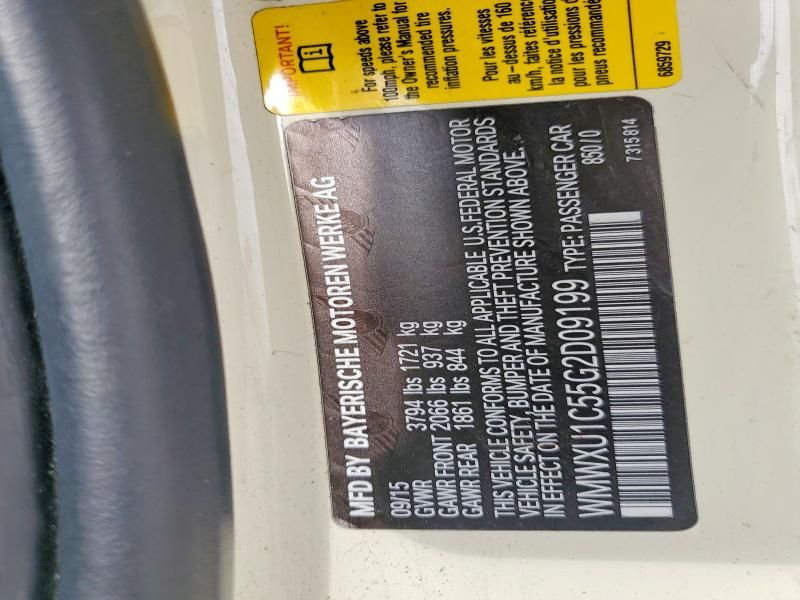 IMPORTANT!
For speeds above
100mph, please refer to
the Owner's Manual for
recommended tire
inflation pressures.
Pour les vitesses
au-dessus de 160
km/h, faites référence
la notice d'utilisation
pour les pressions d
pneus recommandé
6859729
MFD BY BAYERISCHE MOTOREN WERKE AG
09/15
GVWR 3794 lbs 1721 kg
GAWR FRONT 2066 lbs 937 kg
GAWR REAR 1861 lbs 844 kg
THIS VEHICLE CONFORMS TO ALL APPLICABLE U.S.FEDERAL MOTOR
VEHICLE SAFETY, BUMPER AND THEFT PREVENTION STANDARDS
IN EFFECT ON THE DATE OF MANUFACTURE SHOWN ABOVE.
WMWXU1C55G2D09199 TYPE: PASSENGER CAR
850/0
7315814